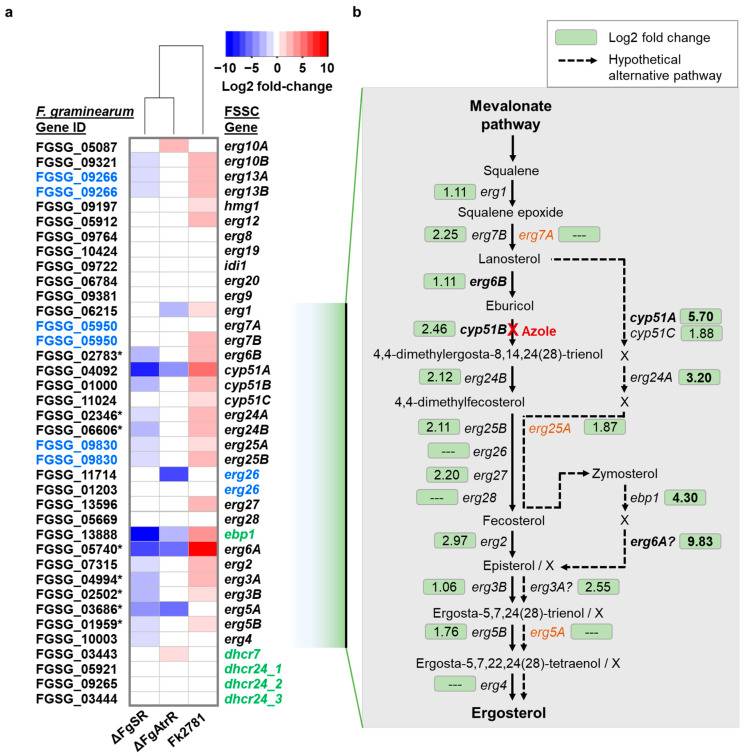 a
−10 −5 0 5 10
Log2 fold-change
F. graminearum
Gene ID
FSSC
Gene
FGSG_05087 erg10A
FGSG_09321 erg10B
FGSG_09266 erg13A
FGSG_09266 erg13B
FGSG_09197 hmg1
FGSG_05912 erg12
FGSG_09764 erg8
FGSG_10424 erg19
FGSG_09722 idi1
FGSG_06784 erg20
FGSG_09381 erg9
FGSG_06215 erg1
FGSG_05950 erg7A
FGSG_05950 erg7B
FGSG_02783* erg6B
FGSG_04092 cyp51A
FGSG_01000 cyp51B
FGSG_11024 cyp51C
FGSG_02346* erg24A
FGSG_06606* erg24B
FGSG_09830 erg25A
FGSG_09830 erg25B
FGSG_11714 erg26
FGSG_01203 erg26
FGSG_13596 erg27
FGSG_05669 erg28
FGSG_13888 ebp1
FGSG_05740* erg6A
FGSG_07315 erg2
FGSG_04994* erg3A
FGSG_02502* erg3B
FGSG_03686* erg5A
FGSG_01959* erg5B
FGSG_10003 erg4
FGSG_03443 dhcr7
FGSG_05921 dhcr24_1
FGSG_09265 dhcr24_2
FGSG_03444 dhcr24_3
ΔFgSR ΔFgAtrR Fk2781
b
Log2 fold change
Hypothetical
alternative pathway
Mevalonate
pathway
Squalene
1.11 erg1
Squalene epoxide
2.25 erg7B erg7A ---
Lanosterol
1.11 erg6B
Eburicol
cyp51A 5.70
2.46 cyp51B X Azole
cyp51C 1.88
4,4-dimethylergosta-8,14,24(28)-trienol X
2.12 erg24B erg24A 3.20
4,4-dimethylfecosterol X
2.11 erg25B erg25A 1.87
--- erg26
2.20 erg27 Zymosterol
--- erg28 ebp1 4.30
Fecosterol X
2.97 erg2 erg6A? 9.83
Episterol / X
1.06 erg3B erg3A? 2.55
Ergosta-5,7,24(28)-trienol / X
1.76 erg5B erg5A ---
Ergosta-5,7,22,24(28)-tetraenol / X
--- erg4
Ergosterol